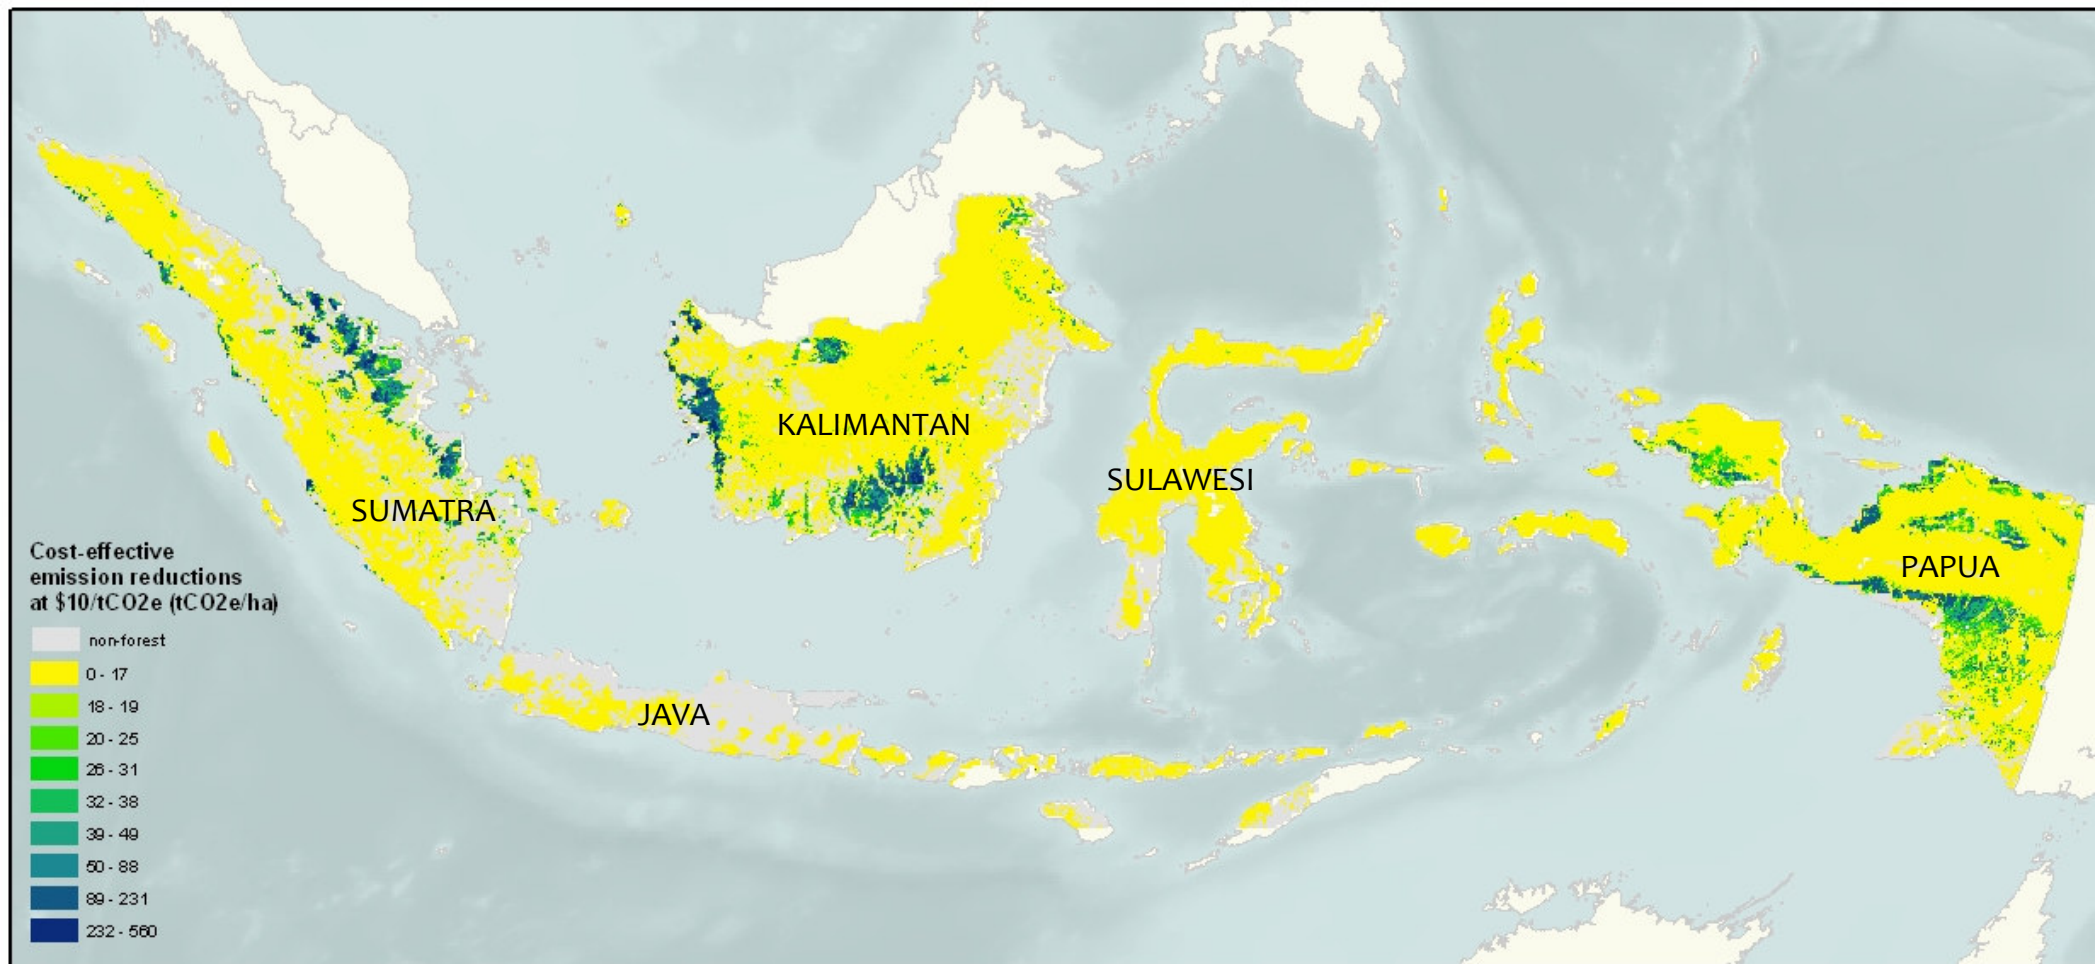 KALIMANTAN
SULAWESI
SUMATRA
PAPUA
JAVA
Cost-effective
emission reductions
at $10/tCO2e (tCO2e/ha)
non-forest
0 - 17
18 - 19
20 - 25
26 - 31
32 - 38
39 - 49
50 - 88
89 - 231
232 - 560